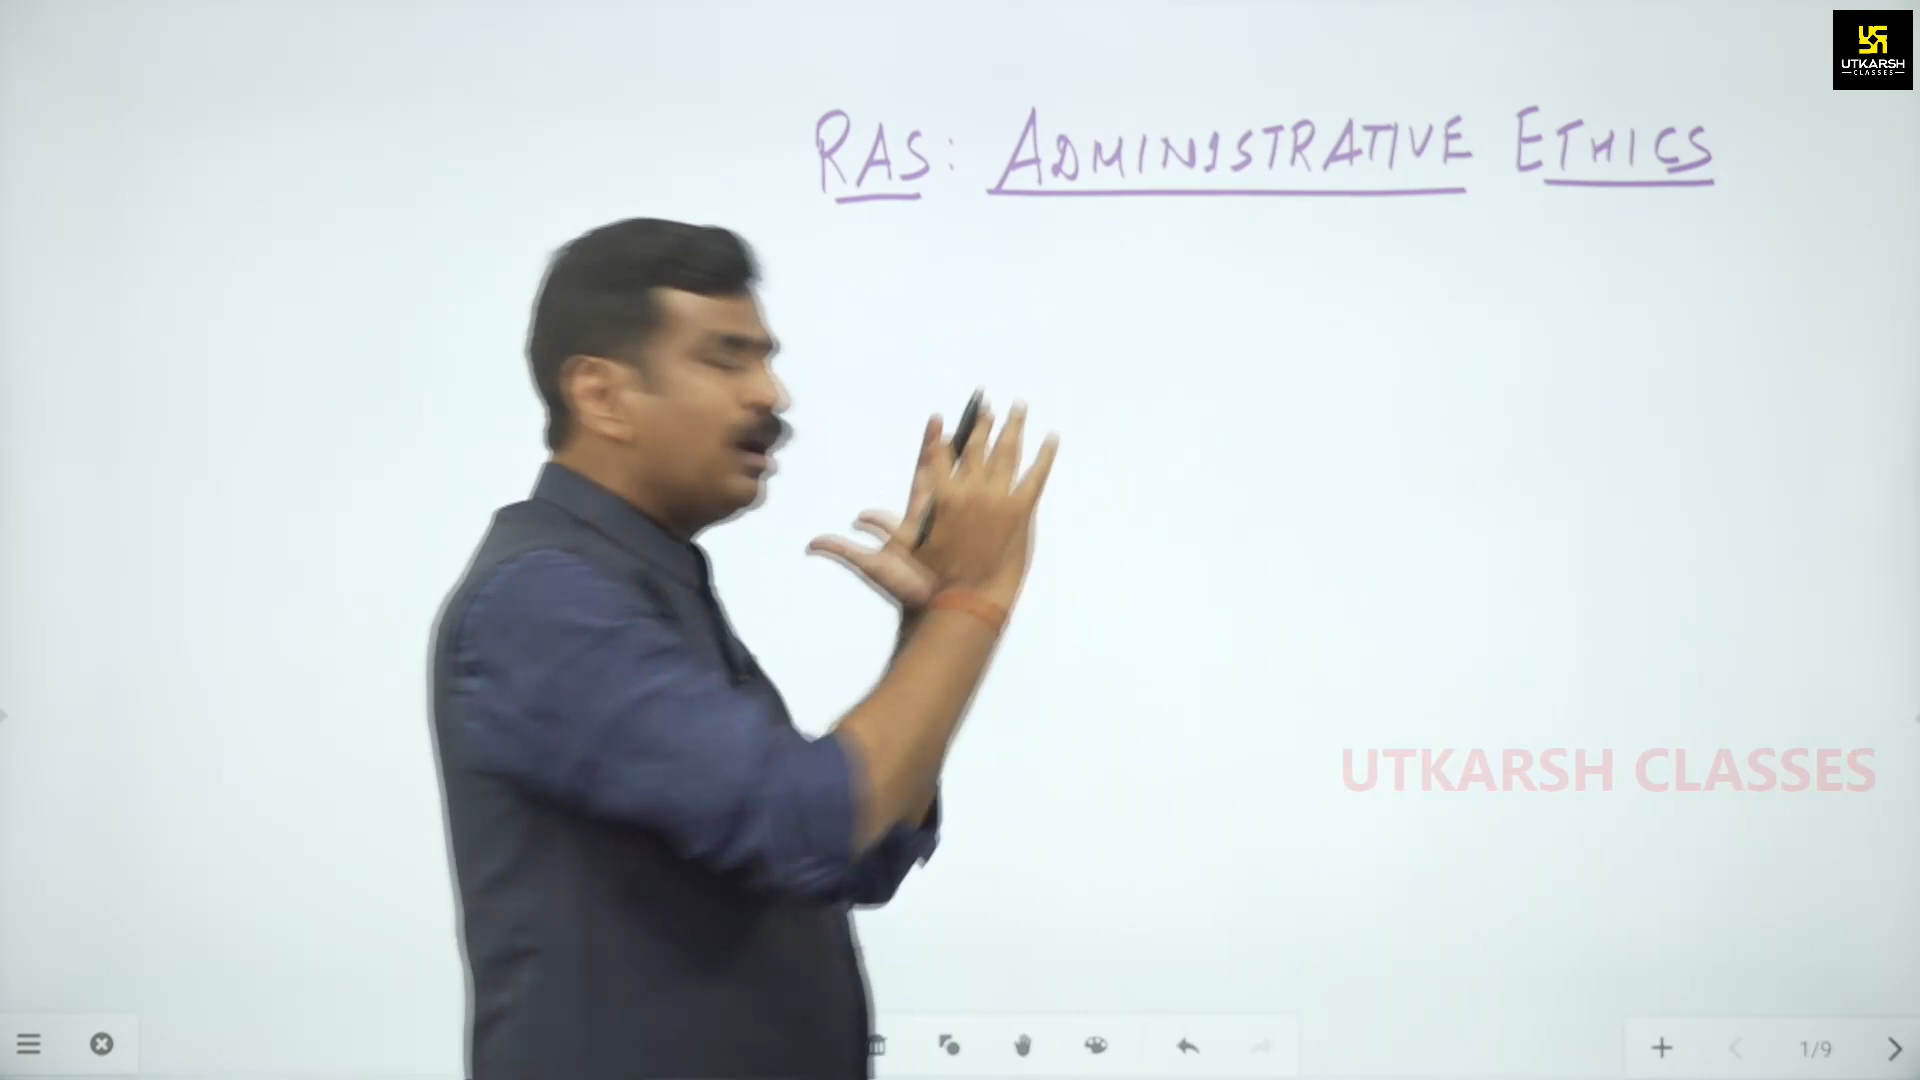 UTKARSH
CLASSES
RAS: ADMINISTRATIVE ETHICS
UTKARSH CLASSES
1/9